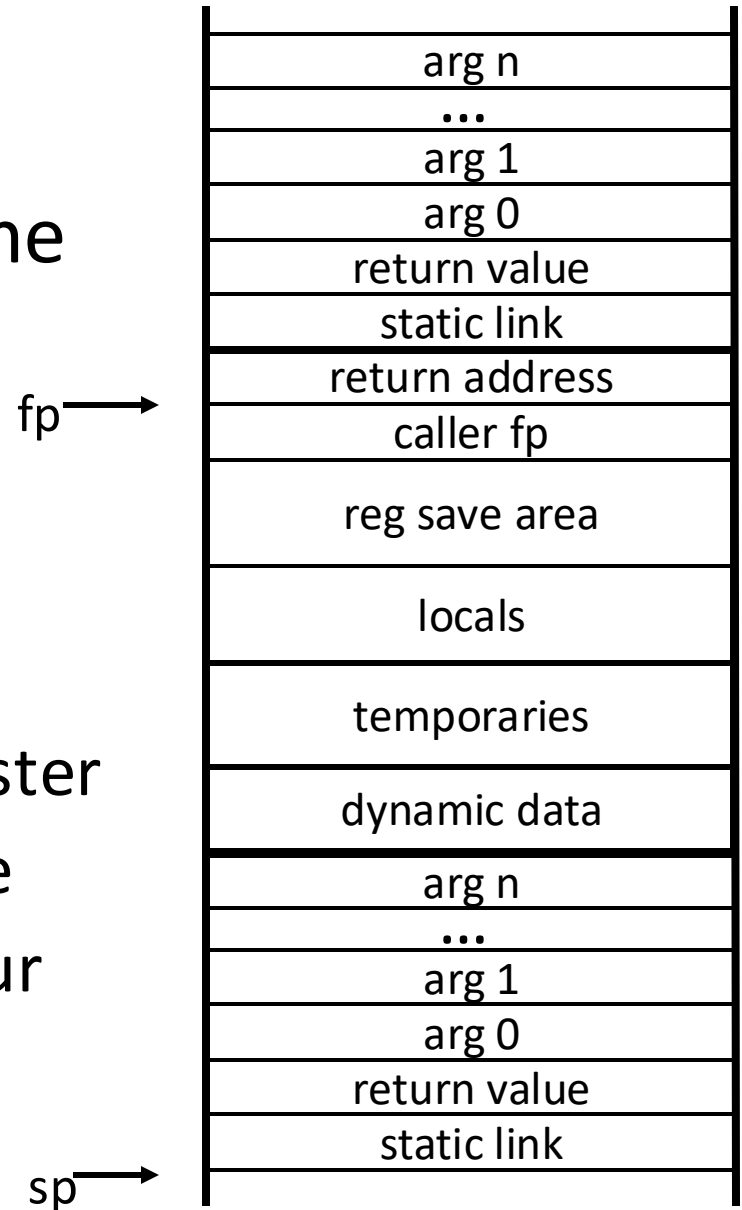 arg n
...
arg 1
arg 0
ne
return value
static link
return address
fp
caller fp
reg save area
locals
temporaries
ster
dynamic data
e
arg n
...
ur
arg 1
arg 0
return value
static link
sp